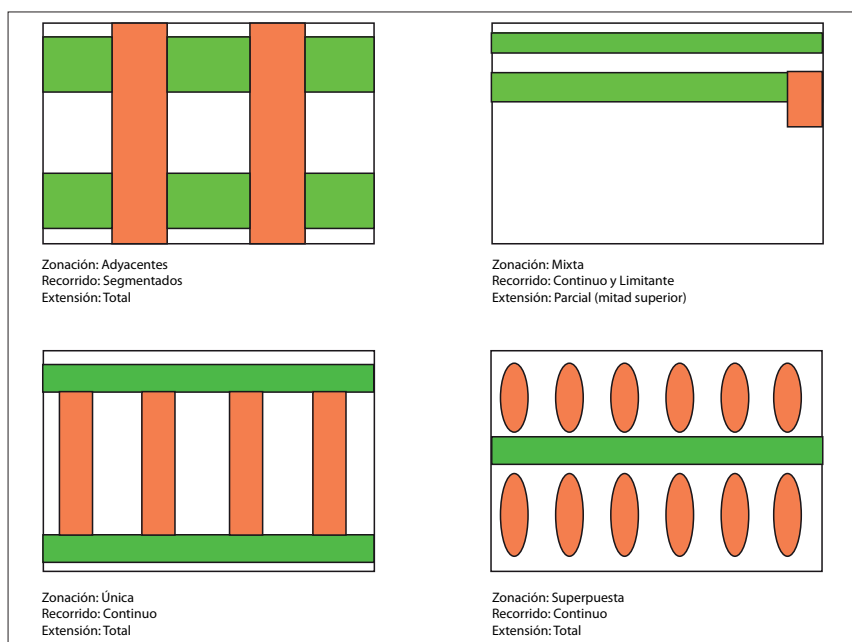 Zonación: Adyacentes
Recorrido: Segmentados
Extensión: Total
Zonación: Mixta
Recorrido: Continuo y Limitante
Extensión: Parcial (mitad superior)
Zonación: Única
Recorrido: Continuo
Extensión: Total
Zonación: Superpuesta
Recorrido: Continuo
Extensión: Total